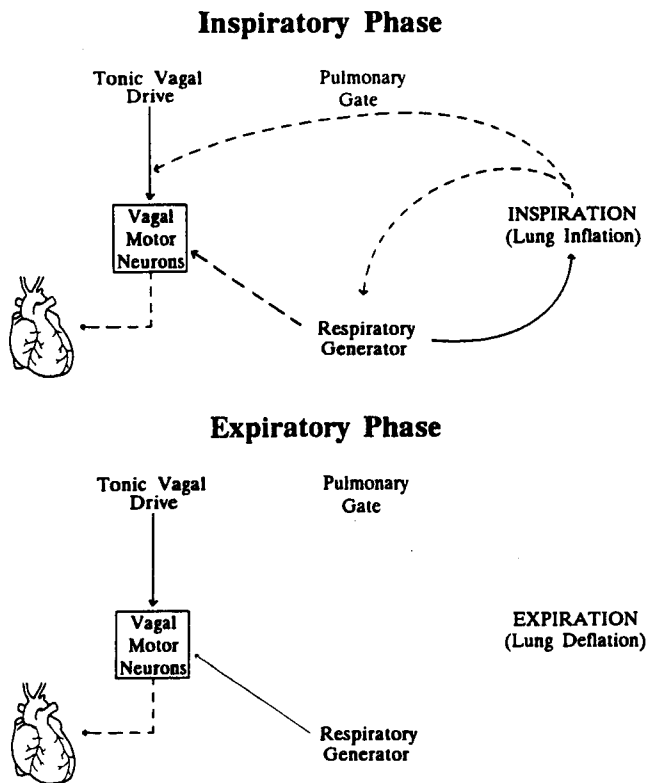 Inspiratory Phase
Tonic Vagal
Drive
Pulmonary
Gate
Vagal
Motor
Neurons
INSPIRATION
(Lung Inflation)
Respiratory
Generator
Expiratory Phase
Tonic Vagal
Drive
Pulmonary
Gate
Vagal
Motor
Neurons
EXPIRATION
(Lung Deflation)
Respiratory
Generator